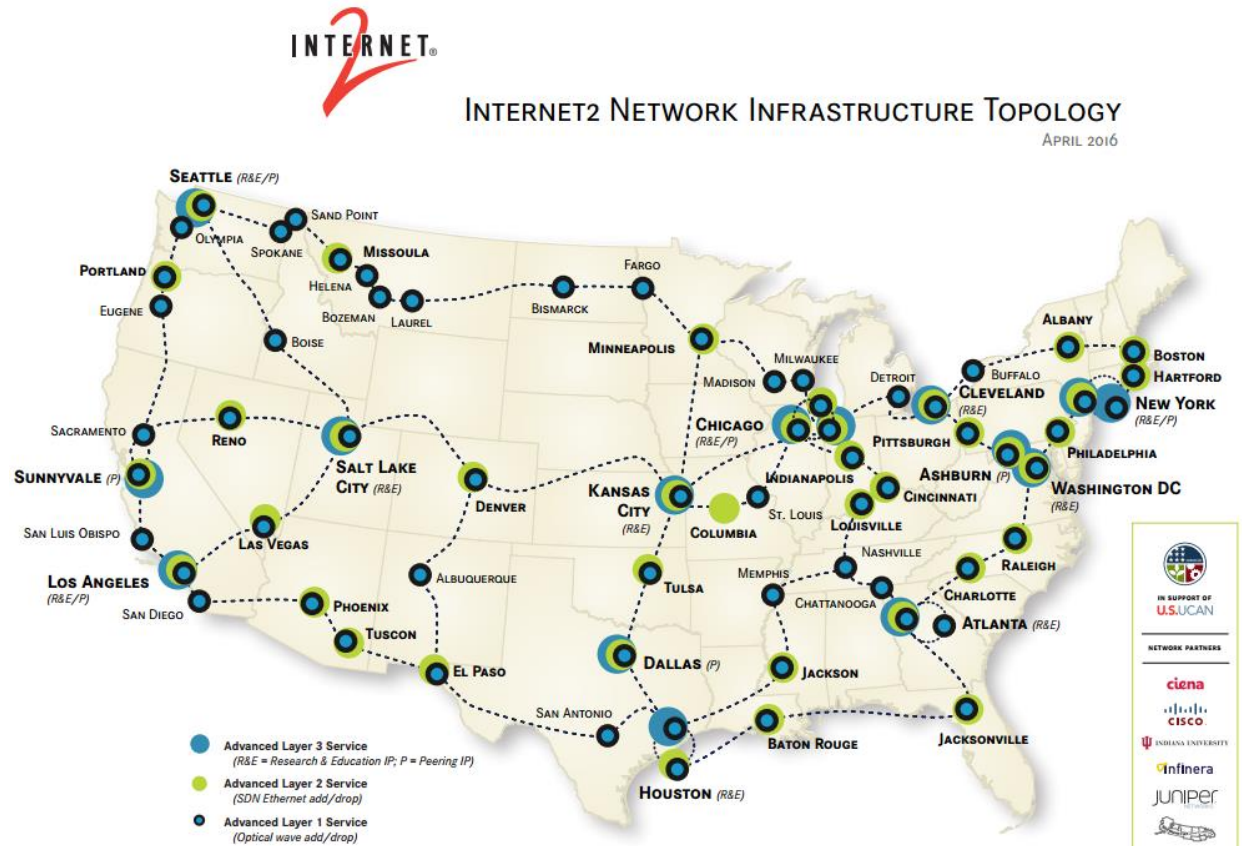 INTERNET®
2
INTERNET2 NETWORK INFRASTRUCTURE TOPOLOGY
APRIL 2016
SEATTLE (R&E/P)
SAND POINT
OLYMPIA
SPOKANE
MISSOULA
PORTLAND
HELENA
FARGO
EUGENE
BOZEMAN
LAUREL
BISMARCK
ALBANY
BOISE
MINNEAPOLIS
MILWAUKEE
BOSTON
MADISON
DETROIT
BUFFALO
HARTFORD
CLEVELAND
(R&E)
NEW YORK
(R&E/P)
SACRAMENTO
RENO
CHICAGO
(R&E/P)
PITTSBURGH
PHILADELPHIA
SALT LAKE
CITY (R&E)
SUNNYVALE (P)
INDIANAPOLIS
ASHBURN (P)
WASHINGTON DC
(R&E)
DENVER
KANSAS
CITY
(R&E)
CINCINNATI
ST. LOUIS
LOUISVILLE
COLUMBIA
SAN LUIS OBISPO
LAS VEGAS
NASHVILLE
RALEIGH
LOS ANGELES
(R&E/P)
ALBUQUERQUE
TULSA
MEMPHIS
CHATTANOOGA
CHARLOTTE
SAN DIEGO
PHOENIX
ATLANTA (R&E)
TUSCON
EL PASO
DALLAS (P)
JACKSON
SAN ANTONIO
BATON ROUGE
JACKSONVILLE
HOUSTON (R&E)
Advanced Layer 3 Service
(R&E = Research & Education IP; P = Peering IP)
Advanced Layer 2 Service
(SDN Ethernet add/drop)
Advanced Layer 1 Service
(Optical wave add/drop)
IN SUPPORT OF
U.S.UCAN
NETWORK PARTNERS
ciena
CISCO
INDIANA UNIVERSITY
infinera
JUNIPER
NETWORKS